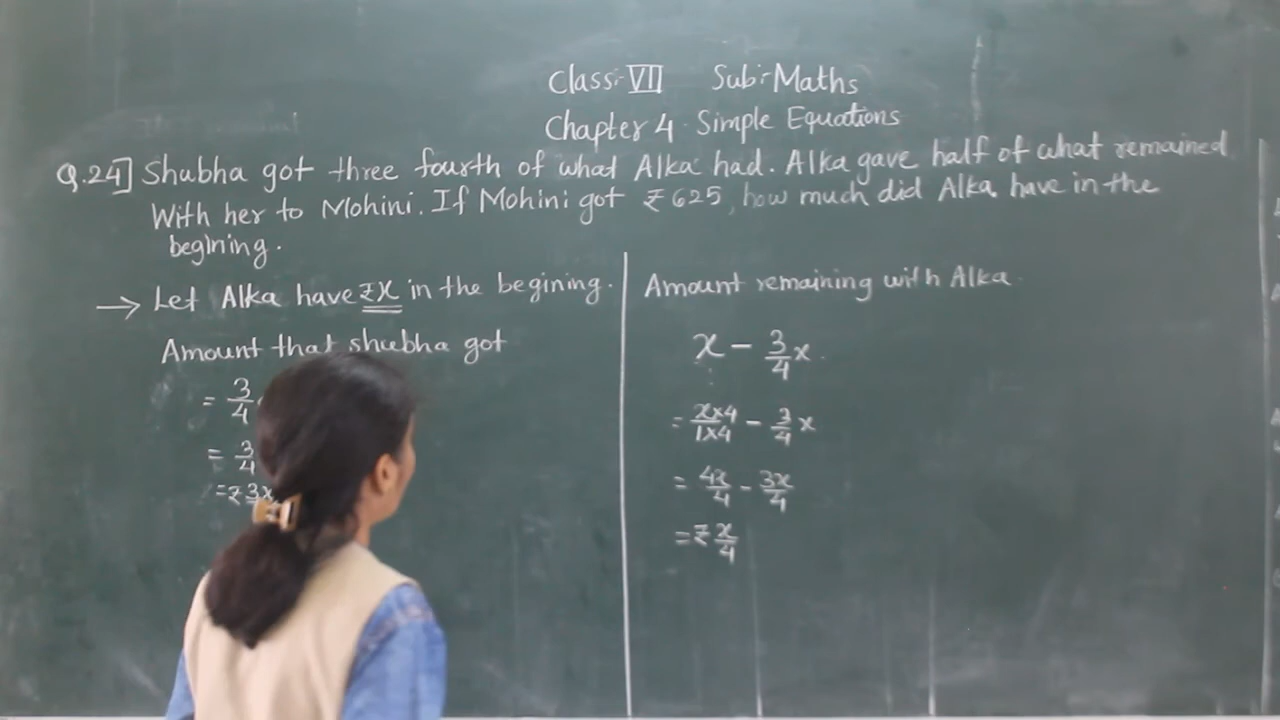 Class:- VII Sub:- Maths
Chapter 4. Simple Equations
Q.24] Shubha got three fourth of what Alka had. Alka gave half of what remained
With her to Mohini. If Mohini got ₹ 625, how much did Alka have in the
begining.
→ Let Alka have ₹x in the begining.
Amount that shubha got
= 3/4
= 3/4
= ₹ 3x
Amount remaining with Alka.
x - 3/4 x
= x×4/1×4 - 3/4 x
= 4x/4 - 3x/4
= ₹ x/4